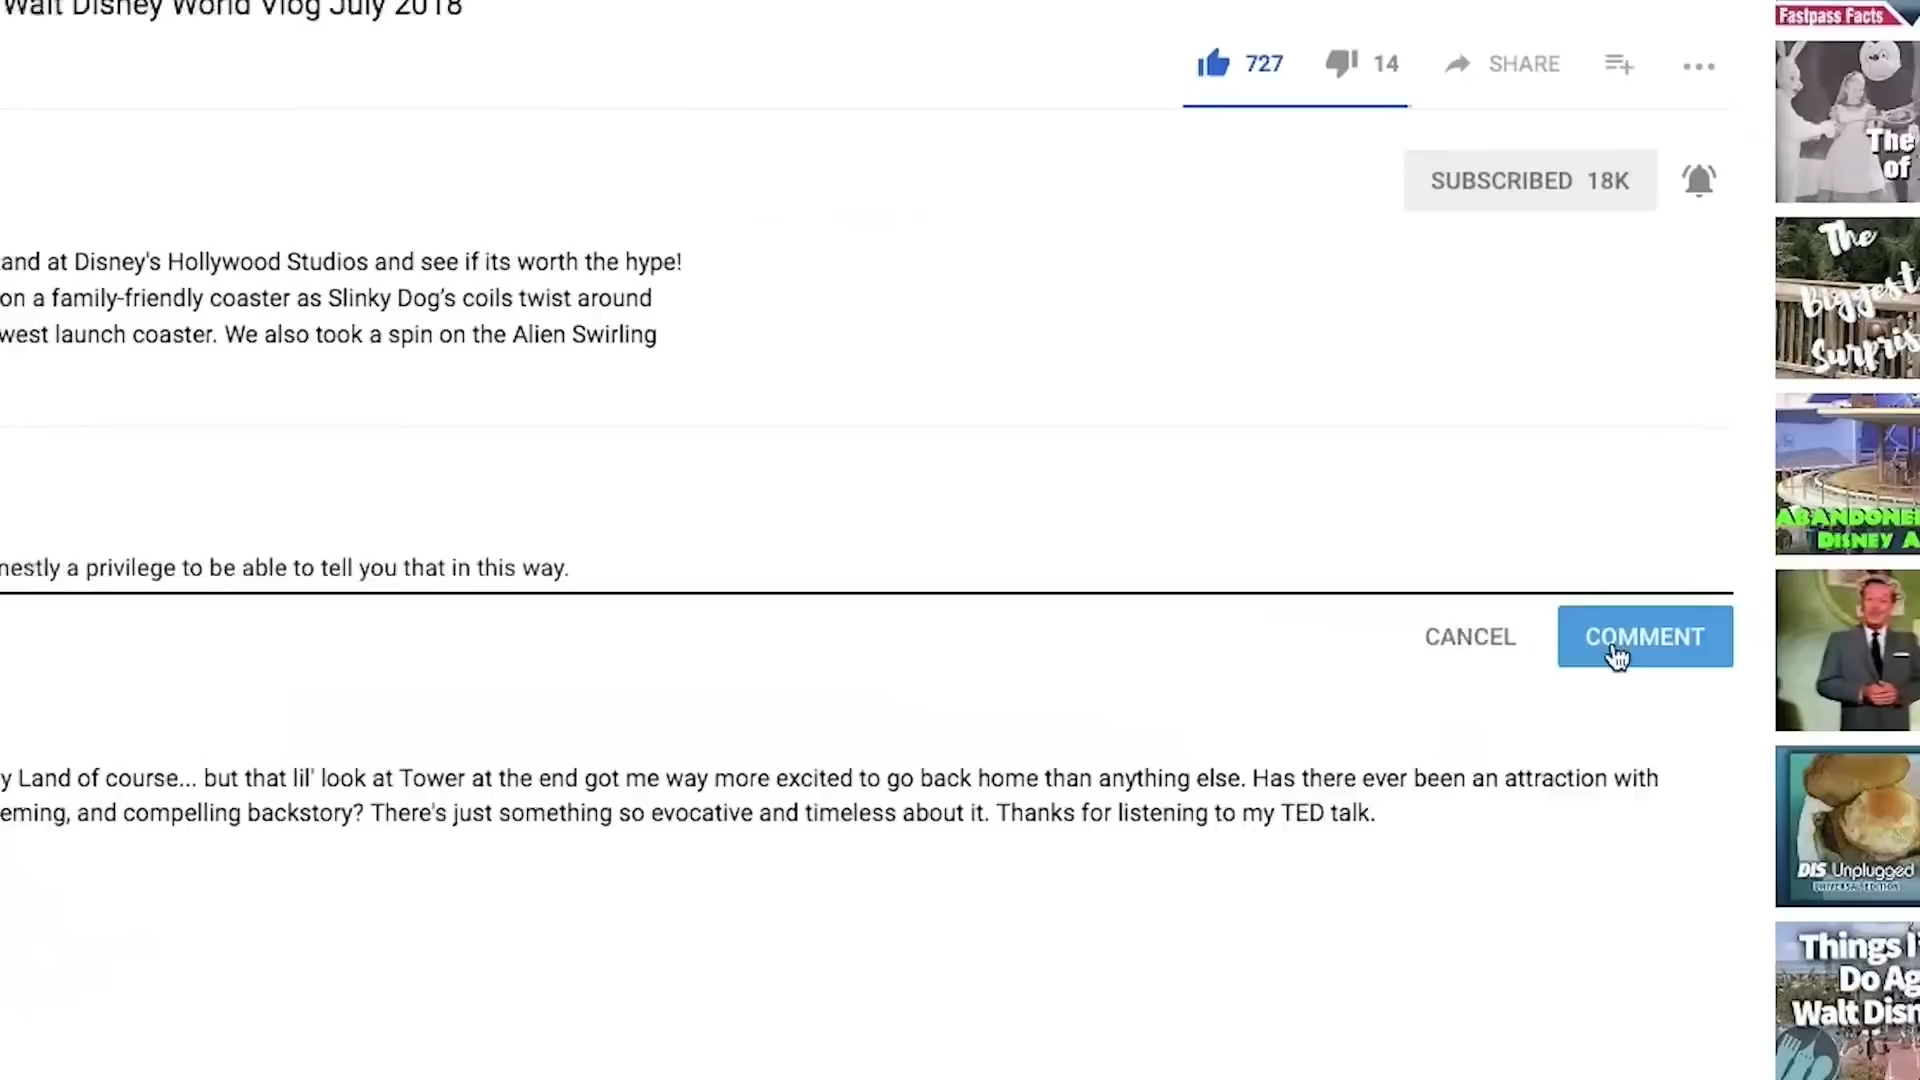 Walt Disney World Vlog July 2018
727
14
SHARE
SUBSCRIBED 18K
and at Disney's Hollywood Studios and see if its worth the hype!
on a family-friendly coaster as Slinky Dog's coils twist around
west launch coaster. We also took a spin on the Alien Swirling
nestly a privilege to be able to tell you that in this way.
CANCEL
COMMENT
y Land of course... but that lil' look at Tower at the end got me way more excited to go back home than anything else. Has there ever been an attraction with
eming, and compelling backstory? There's just something so evocative and timeless about it. Thanks for listening to my TED talk.
Fastpass Facts
The
of
The
Biggest
Surpris
ABANDONE
DISNEY A
DIS Unplugged
UNIVERSAL EDITION
Things I
Do Ag
Walt Disn